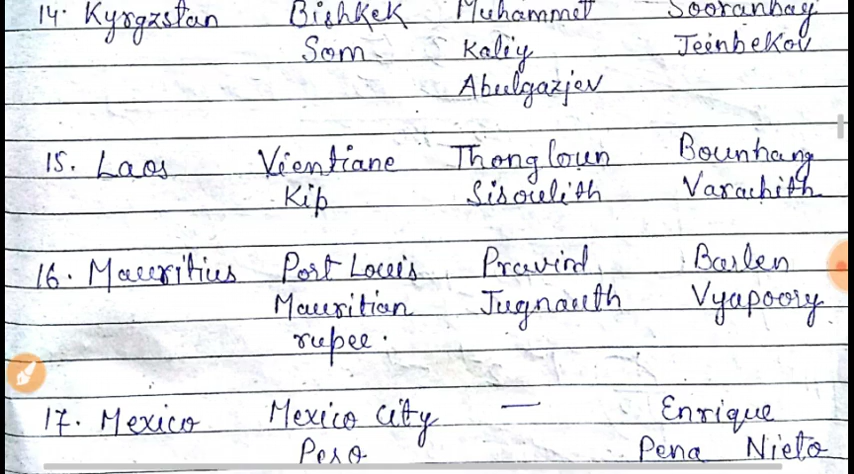 14. Kyrgzstan Bishkek Muhammet Sooranbay
Som Kaliy Jeenbekov
Abulgazjev
15. Laos Vientiane Thongloun Bounhang
Kip Sisoulith Varachith
16. Mauritius Port Louis Pravind Barlen
Mauritian Jugnauth Vyapoory
rupee.
17. Mexico Mexico City — Enrique
Peso Pena Nieto